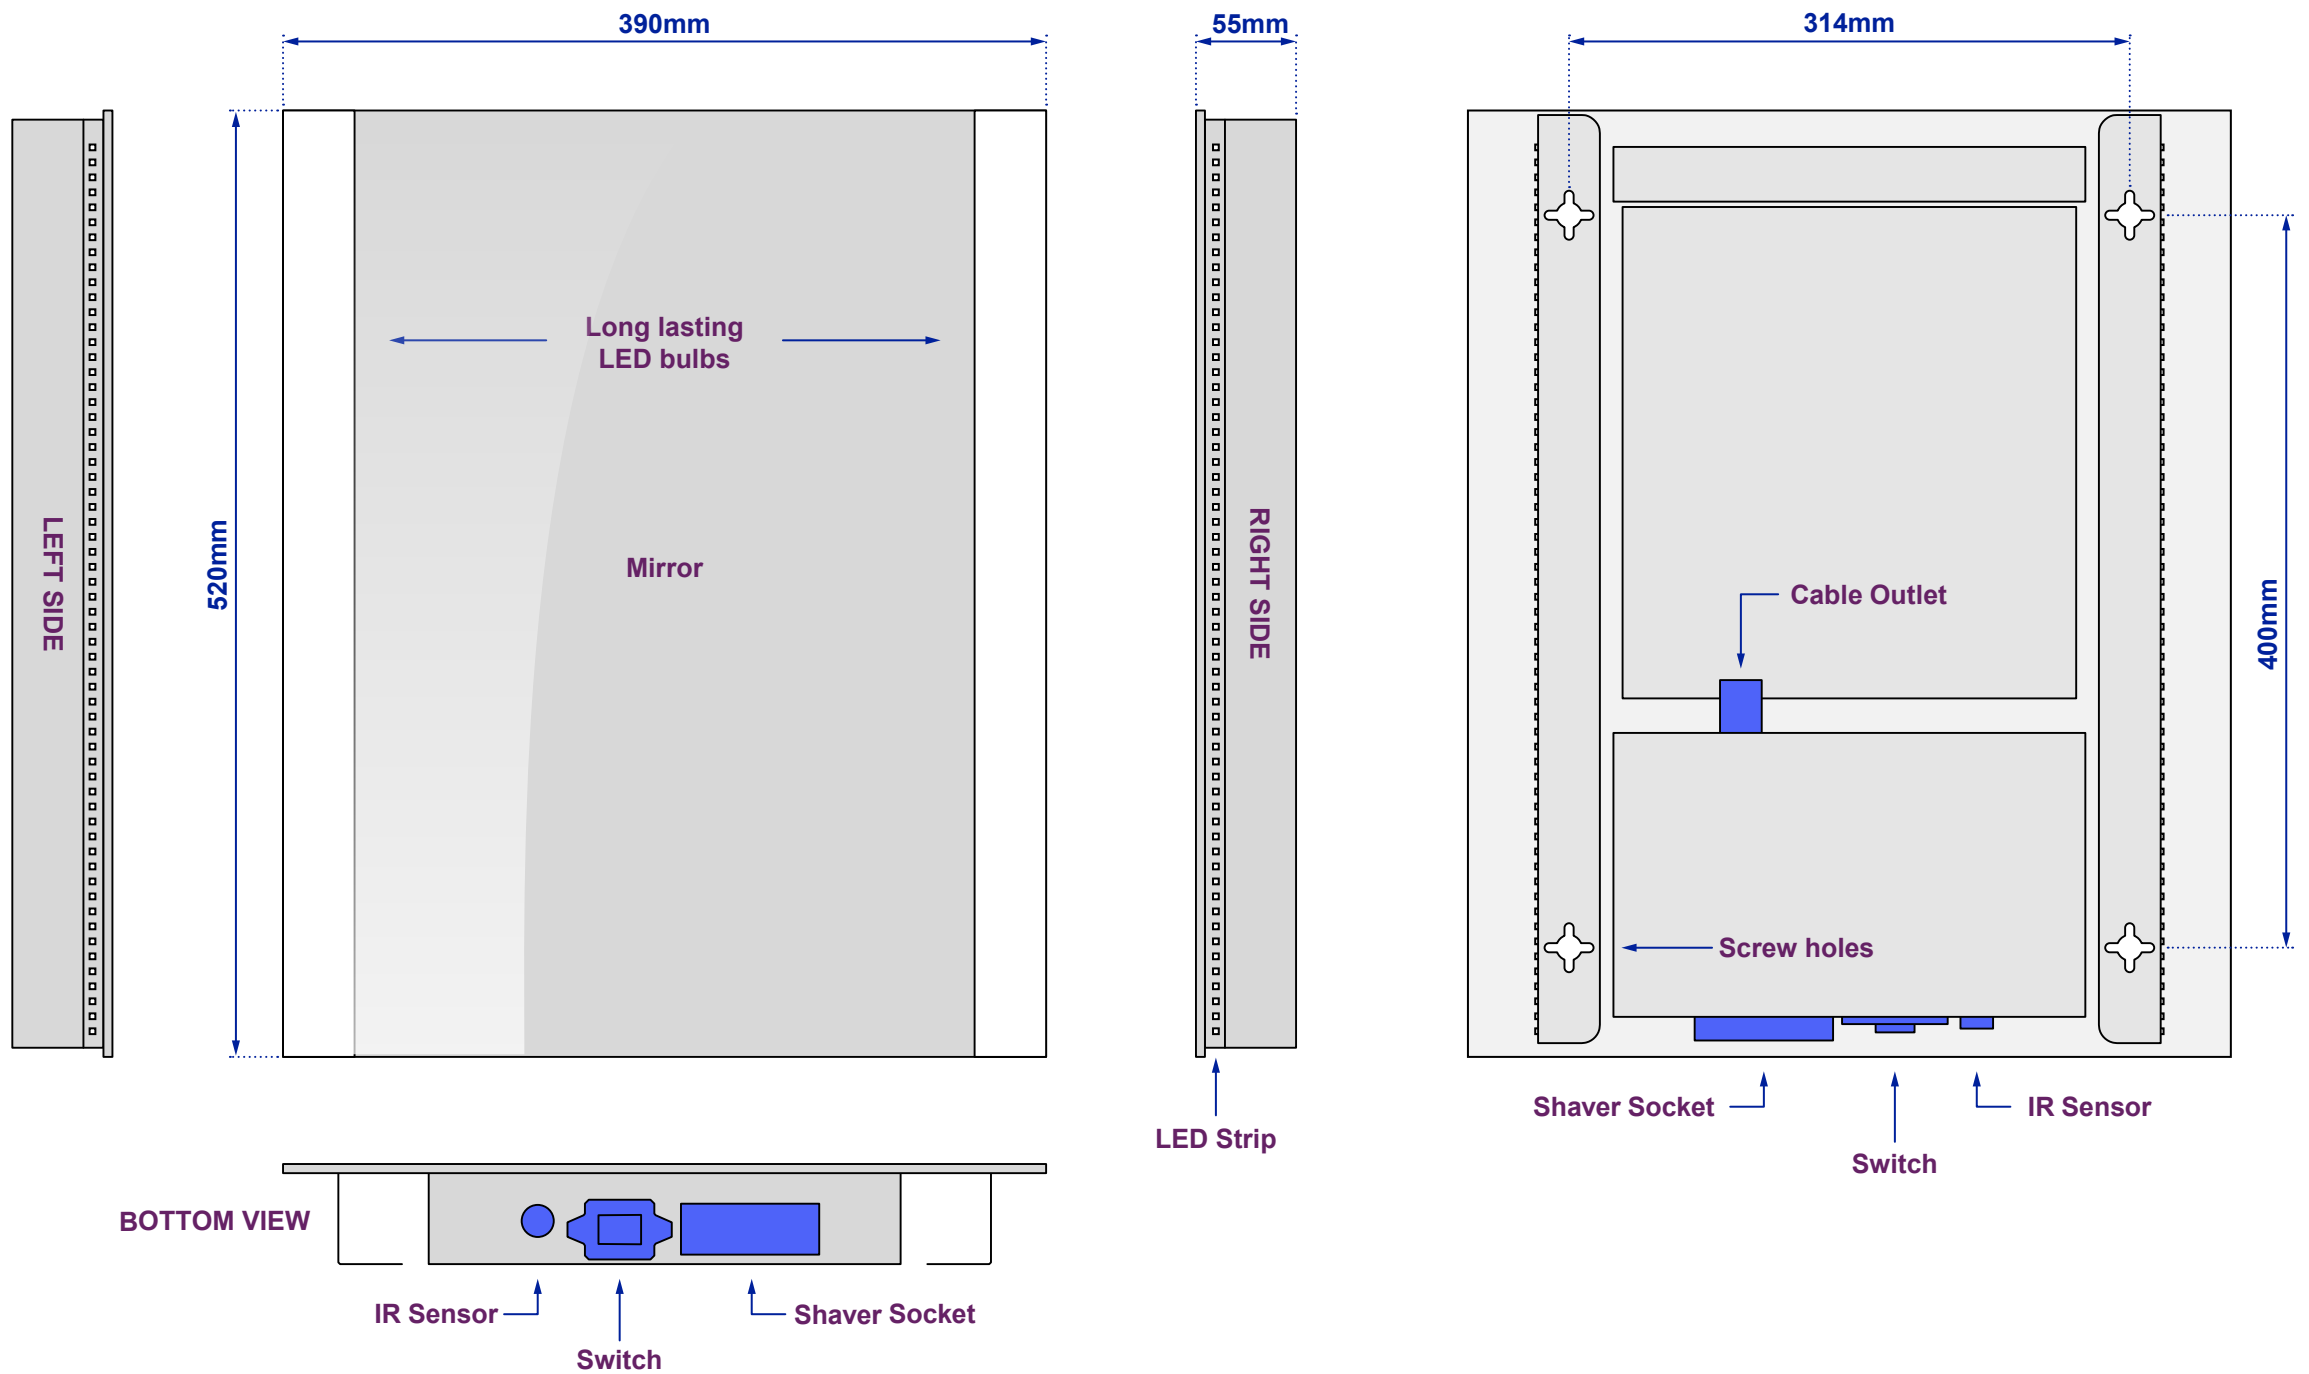 390mm
55mm
314mm
Long lasting
LED bulbs
LEFT SIDE
520mm
Mirror
RIGHT SIDE
Cable Outlet
400mm
Screw holes
Shaver Socket
IR Sensor
LED Strip
Switch
BOTTOM VIEW
IR Sensor
Shaver Socket
Switch